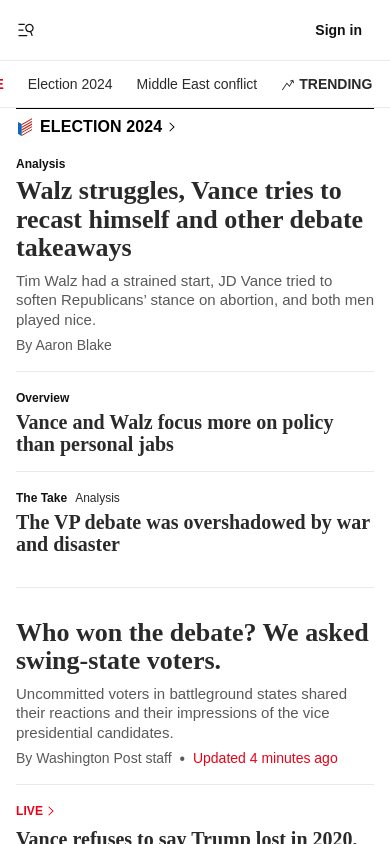 Sign in
Election 2024 Middle East conflict TRENDING
ELECTION 2024
Analysis
Walz struggles, Vance tries to
recast himself and other debate
takeaways
Tim Walz had a strained start, JD Vance tried to
soften Republicans’ stance on abortion, and both men
played nice.
By Aaron Blake
Overview
Vance and Walz focus more on policy
than personal jabs
The Take Analysis
The VP debate was overshadowed by war
and disaster
Who won the debate? We asked
swing-state voters.
Uncommitted voters in battleground states shared
their reactions and their impressions of the vice
presidential candidates.
By Washington Post staff • Updated 4 minutes ago
LIVE
Vance refuses to say Trump lost in 2020,